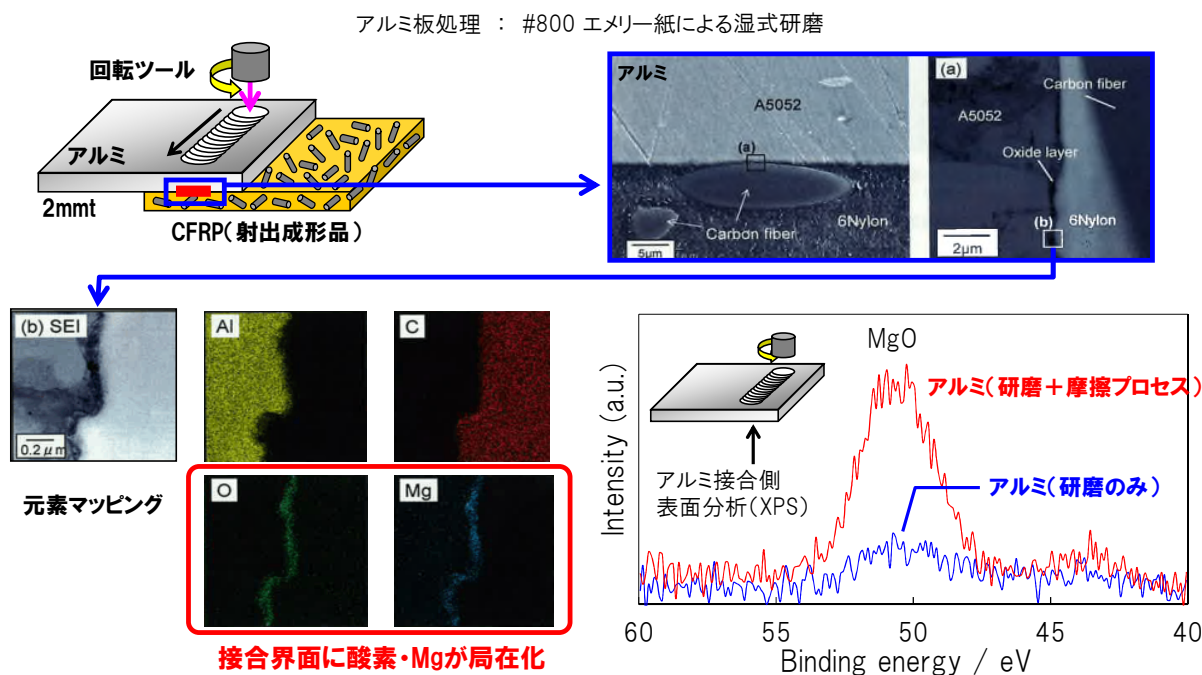 アルミ板処理 ： #800 エメリー紙による湿式研磨
回転ツール
アルミ
2mmt
CFRP(射出成形品)
アルミ
A5052
(a)
Carbon fiber
6Nylon
5μm
(a)
Carbon fiber
A5052
Oxide layer
(b)
6Nylon
2μm
(b) SEI
0.2μm
Al
C
元素マッピング
O
Mg
接合界面に酸素・Mgが局在化
MgO
アルミ(研磨＋摩擦プロセス)
アルミ(研磨のみ)
アルミ接合側
表面分析(XPS)
Intensity (a.u.)
60
55
50
45
40
Binding energy / eV